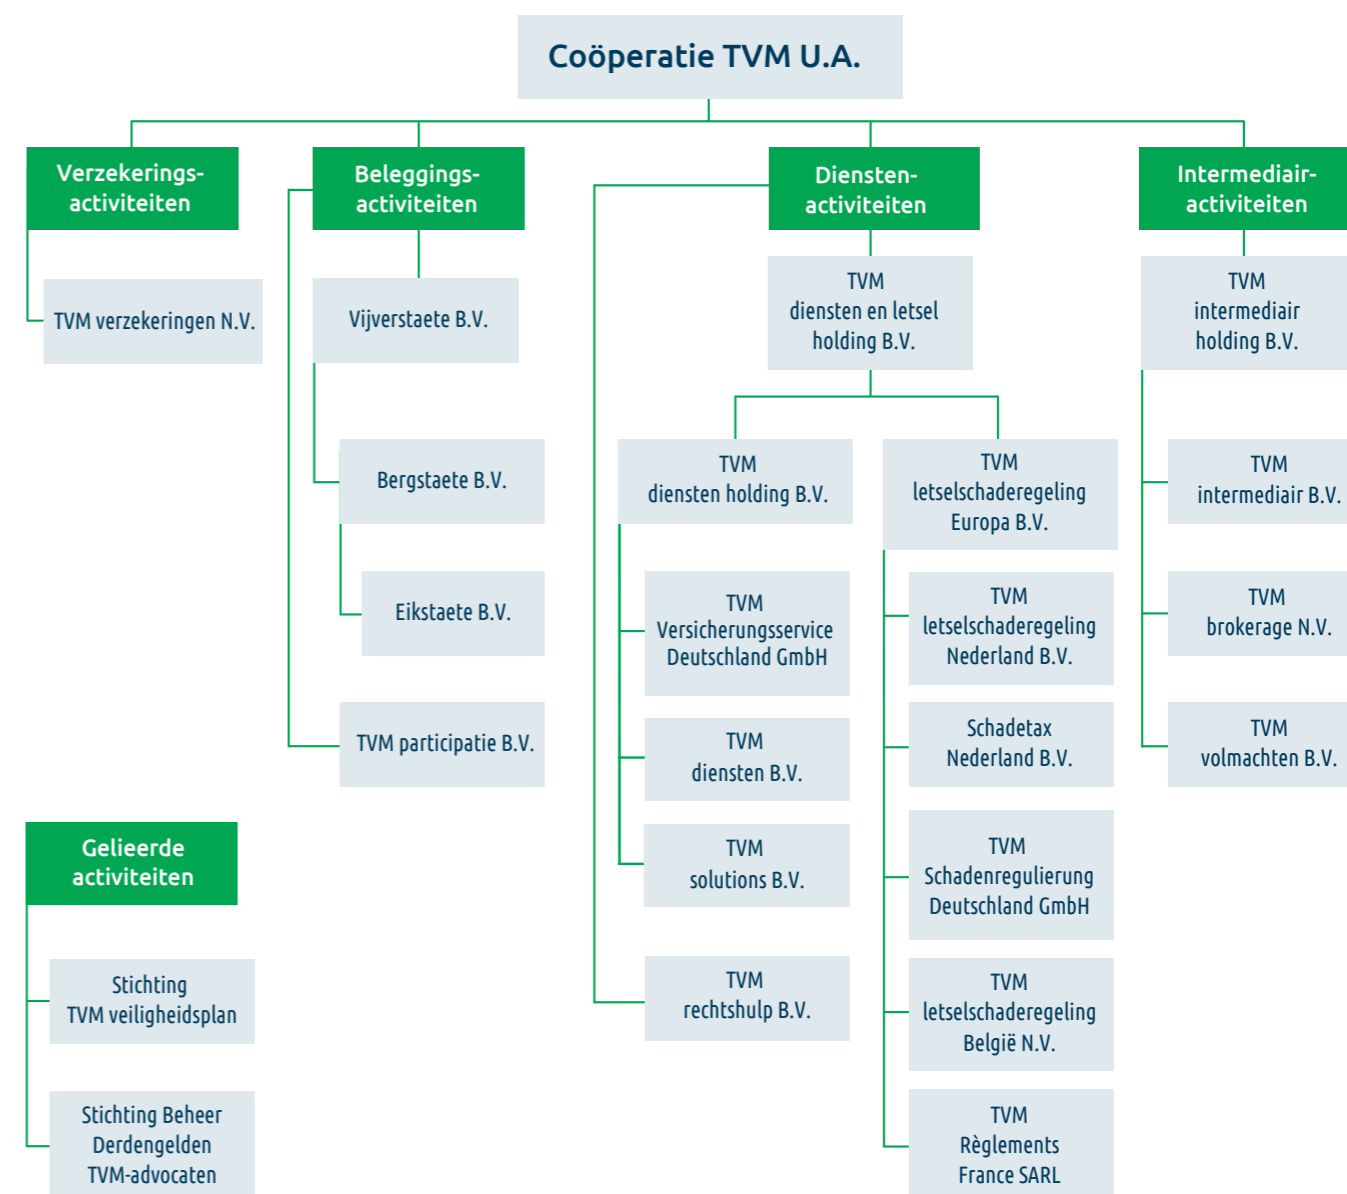 Coöperatie TVM U.A.
Verzekerings-
activiteiten
TVM verzekeringen N.V.
Beleggings-
activiteiten
Vijverstaete B.V.
Bergstaete B.V.
Eikstaete B.V.
TVM participatie B.V.
Diensten-
activiteiten
TVM
diensten en letsel
holding B.V.
TVM
diensten holding B.V.
TVM
Versicherungsservice
Deutschland GmbH
TVM
diensten B.V.
TVM
solutions B.V.
TVM
rechtshulp B.V.
TVM
letselschaderegeling
Europa B.V.
TVM
letselschaderegeling
Nederland B.V.
Schadetax
Nederland B.V.
TVM
Schadenregulierung
Deutschland GmbH
TVM
letselschaderegeling
België N.V.
TVM
Règlements
France SARL
Intermediair-
activiteiten
TVM
intermediair
holding B.V.
TVM
intermediair B.V.
TVM
brokerage N.V.
TVM
volmachten B.V.
Gelieerde
activiteiten
Stichting
TVM veiligheidsplan
Stichting Beheer
Derdengelden
TVM-advocaten